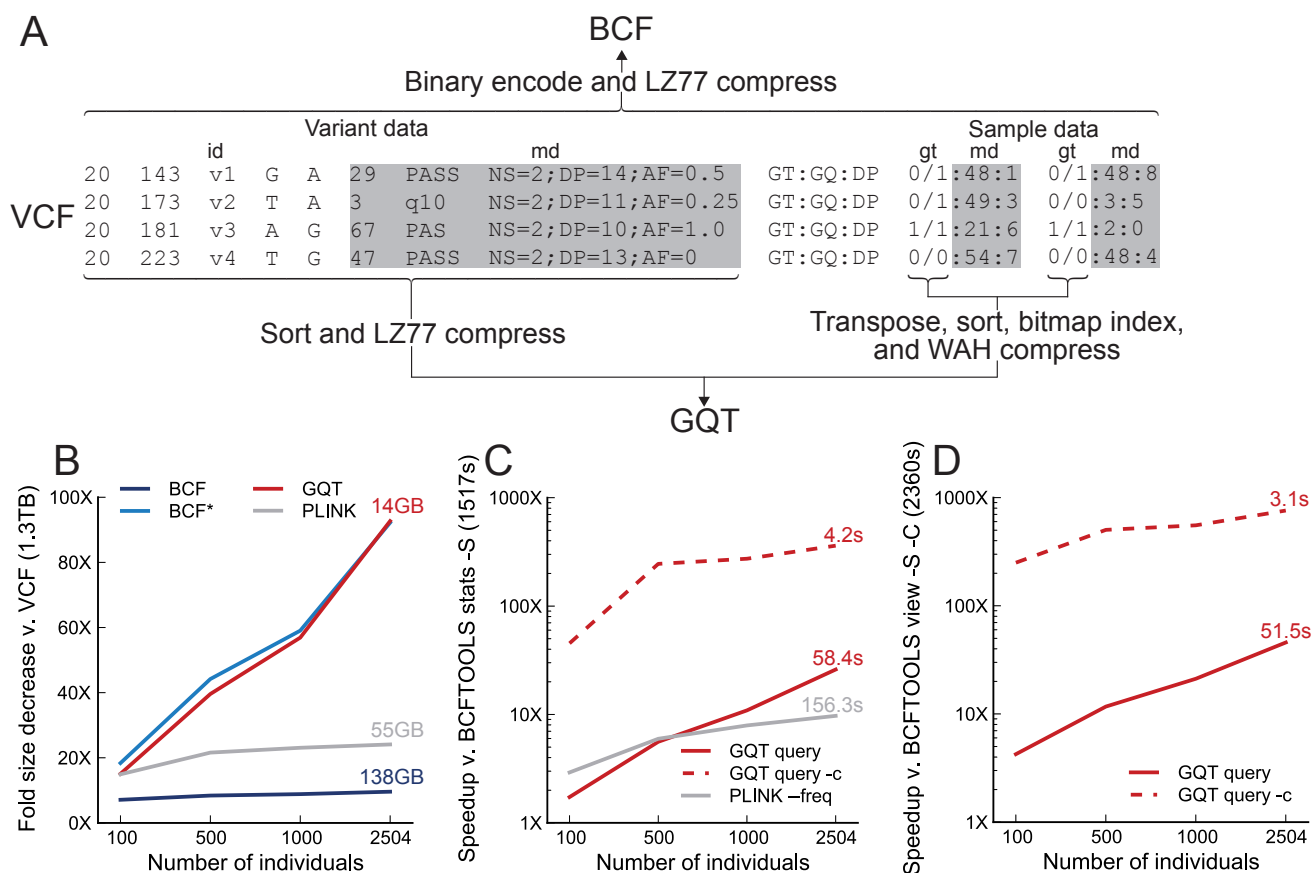 A
BCF
Binary encode and LZ77 compress
Variant data
Sample data
id
md
gt
md
gt
md
VCF
20 143 v1 G A 29 PASS NS=2;DP=14;AF=0.5 GT:GQ:DP 0/1:48:1 0/1:48:8
20 173 v2 T A 3 q10 NS=2;DP=11;AF=0.25 GT:GQ:DP 0/1:49:3 0/0:3:5
20 181 v3 A G 67 PAS NS=2;DP=10;AF=1.0 GT:GQ:DP 1/1:21:6 1/1:2:0
20 223 v4 T G 47 PASS NS=2;DP=13;AF=0 GT:GQ:DP 0/0:54:7 0/0:48:4
Sort and LZ77 compress
Transpose, sort, bitmap index,
and WAH compress
GQT
B
Fold size decrease v. VCF (1.3TB)
BCF
BCF*
GQT
PLINK
100X
80X
60X
40X
20X
0X
14GB
55GB
138GB
100
500
1000
2504
Number of individuals
C
Speedup v. BCFTOOLS stats -S (1517s)
1000X
100X
10X
1X
4.2s
58.4s
156.3s
GQT query
GQT query -c
PLINK –freq
100
500
1000
2504
Number of individuals
D
Speedup v. BCFTOOLS view -S -C (2360s)
1000X
100X
10X
1X
3.1s
51.5s
GQT query
GQT query -c
100
500
1000
2504
Number of individuals